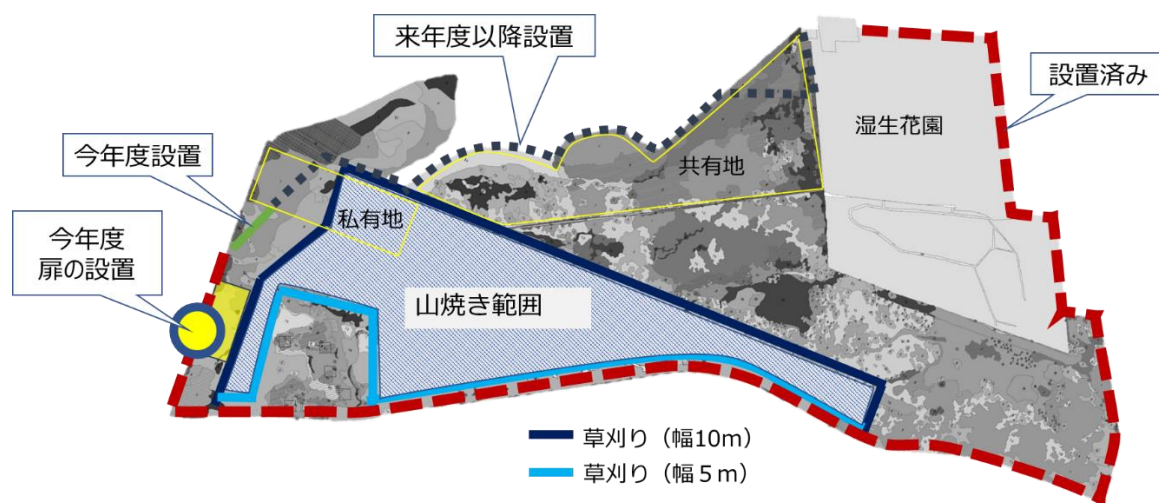 来年度以降設置
設置済み
湿生花園
今年度設置
共有地
私有地
今年度
扉の設置
山焼き範囲
草刈り（幅10m）
草刈り（幅５m）